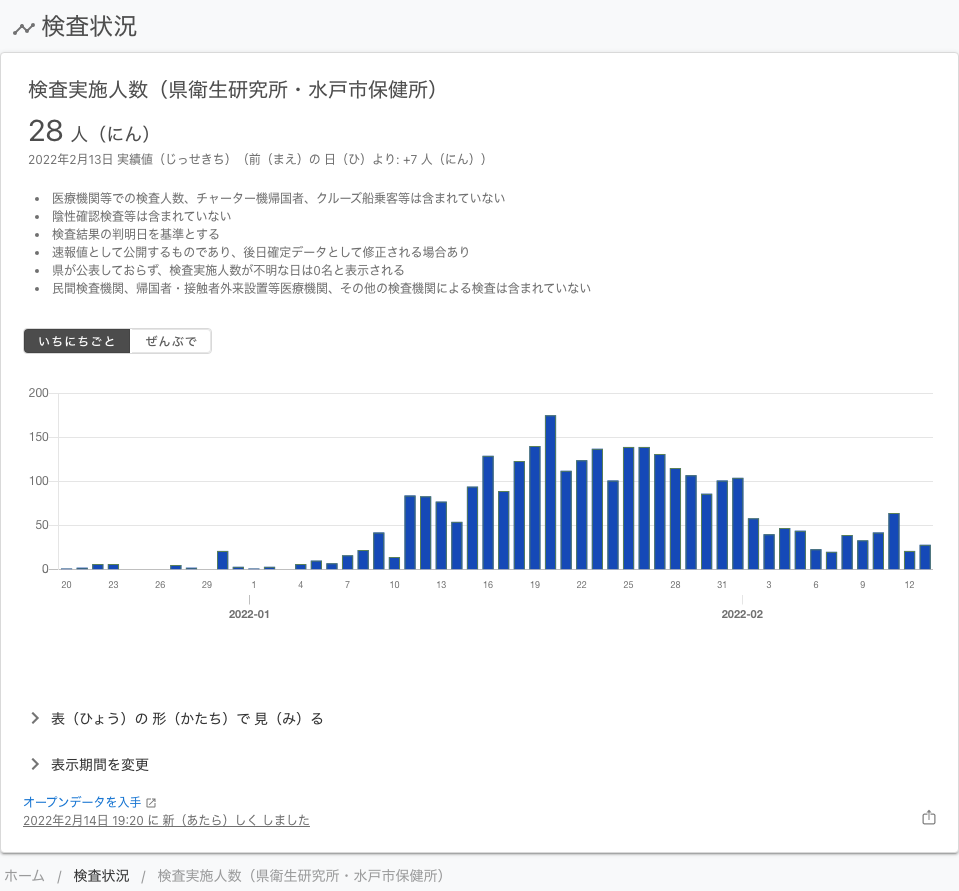 検査状況
検査実施人数（県衛生研究所・水戸市保健所）
28 人（にん）
2022年2月13日 実績値（じっせきち）（前（まえ）の 日（ひ）より: +7 人（にん））
医療機関等での検査人数、チャーター機帰国者、クルーズ船乗客等は含まれていない
陰性確認検査等は含まれていない
検査結果の判明日を基準とする
速報値として公開するものであり、後日確定データとして修正される場合あり
県が公表しておらず、検査実施人数が不明な日は0名と表示される
民間検査機関、帰国者・接触者外来設置等医療機関、その他の検査機関による検査は含まれていない
いちにちごと ぜんぶで
200
150
100
50
0
20 23 26 29 1 4 7 10 13 16 19 22 25 28 31 3 6 9 12
2022-01 2022-02
表（ひょう）の 形（かたち）で 見（み）る
表示期間を変更
オープンデータを入手
2022年2月14日 19:20 に 新（あたら）しく しました
ホーム / 検査状況 / 検査実施人数（県衛生研究所・水戸市保健所）